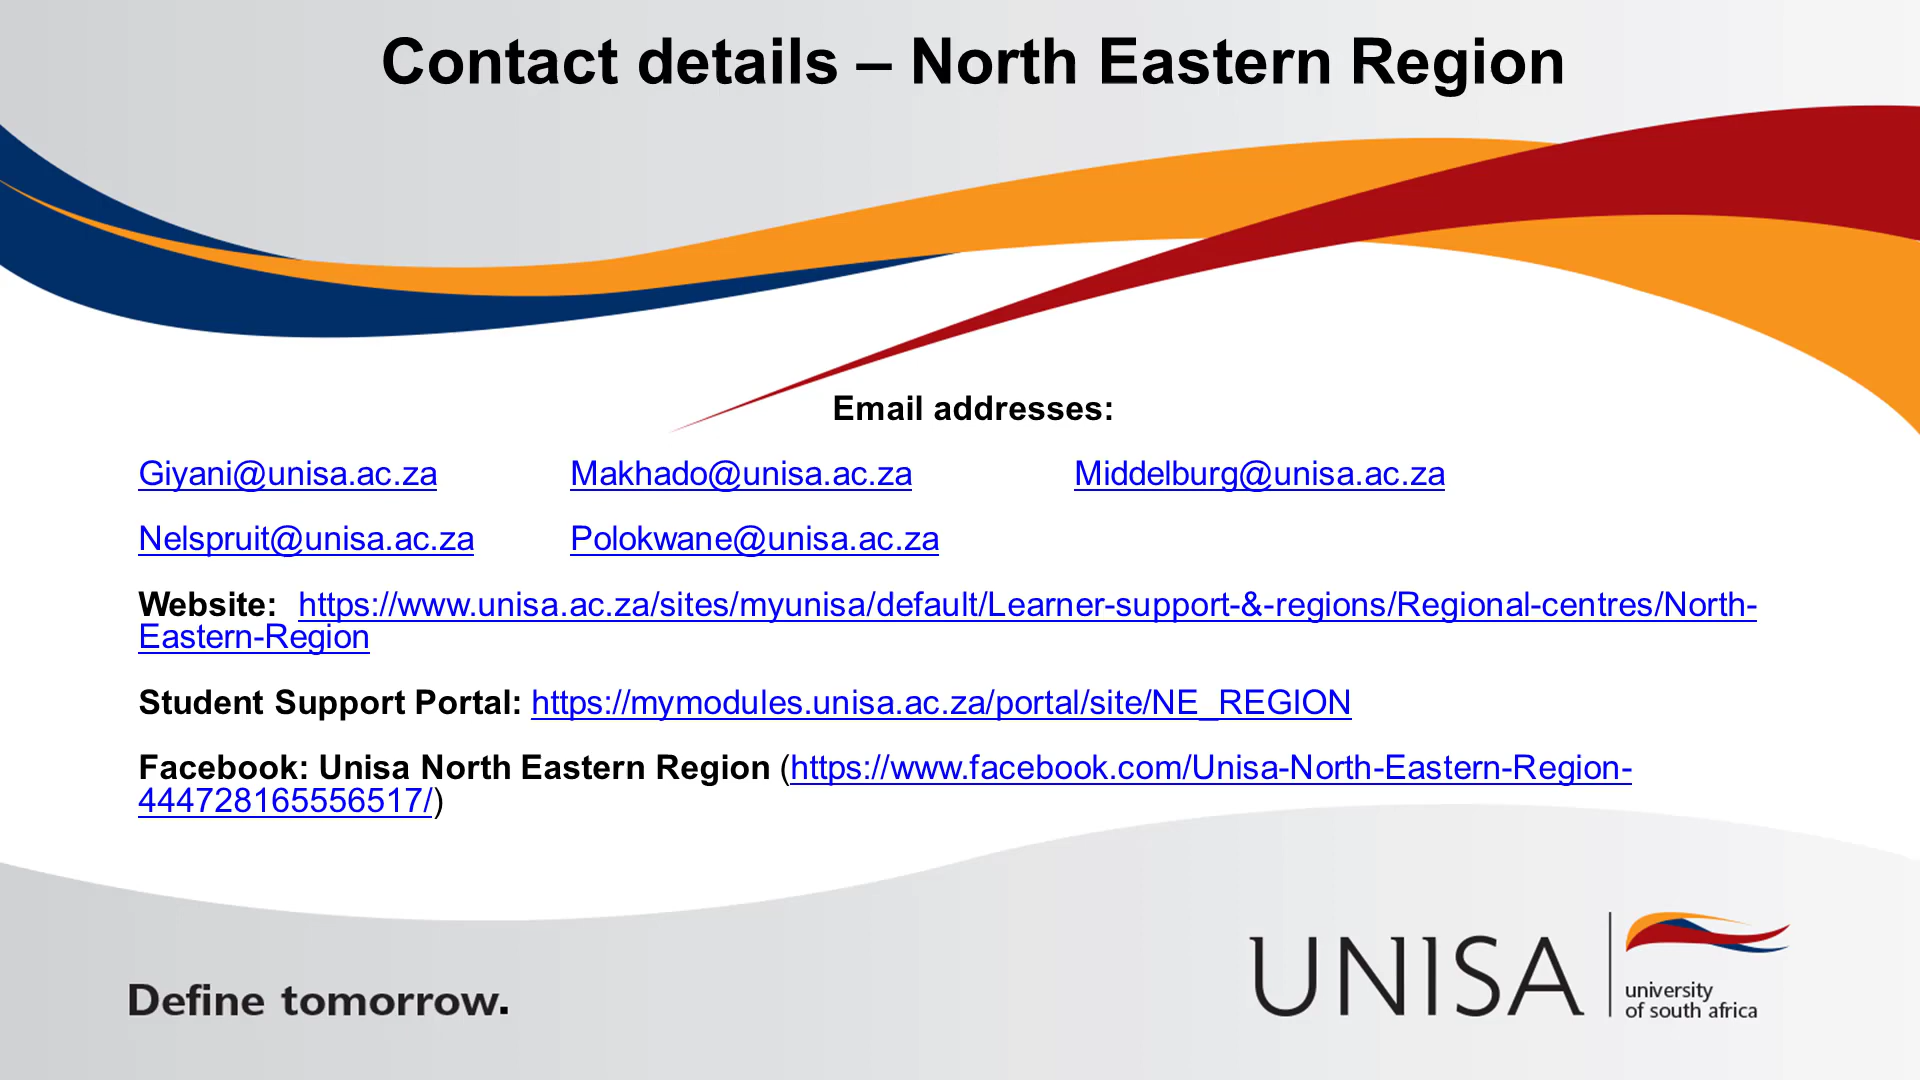 Contact details – North Eastern Region
Email addresses:
Giyani@unisa.ac.za Makhado@unisa.ac.za Middelburg@unisa.ac.za
Nelspruit@unisa.ac.za Polokwane@unisa.ac.za
Website: https://www.unisa.ac.za/sites/myunisa/default/Learner-support-&-regions/Regional-centres/North-
Eastern-Region
Student Support Portal: https://mymodules.unisa.ac.za/portal/site/NE_REGION
Facebook: Unisa North Eastern Region (https://www.facebook.com/Unisa-North-Eastern-Region-
444728165556517/)
Define tomorrow.
UNISA
university
of south africa